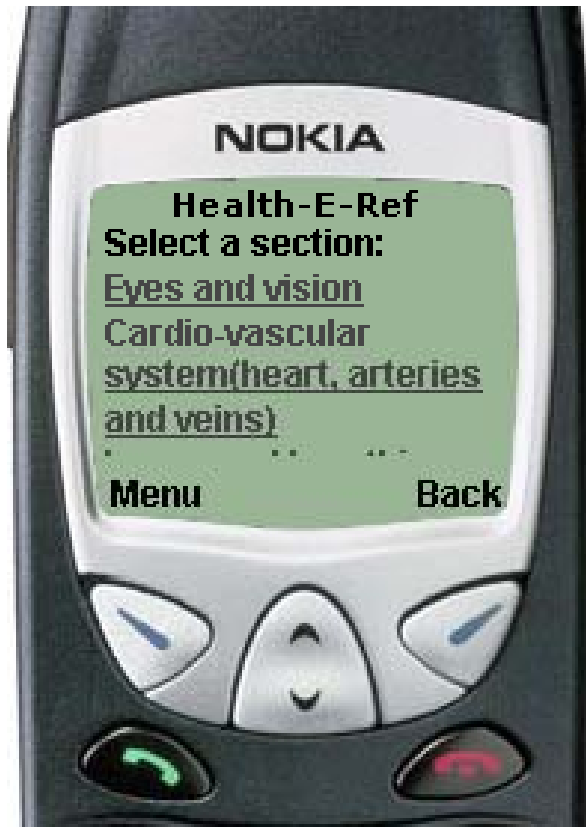 NOKIA
Health-E-Ref
Select a section:
Eyes and vision
Cardio-vascular
system(heart, arteries
and veins)
Menu Back